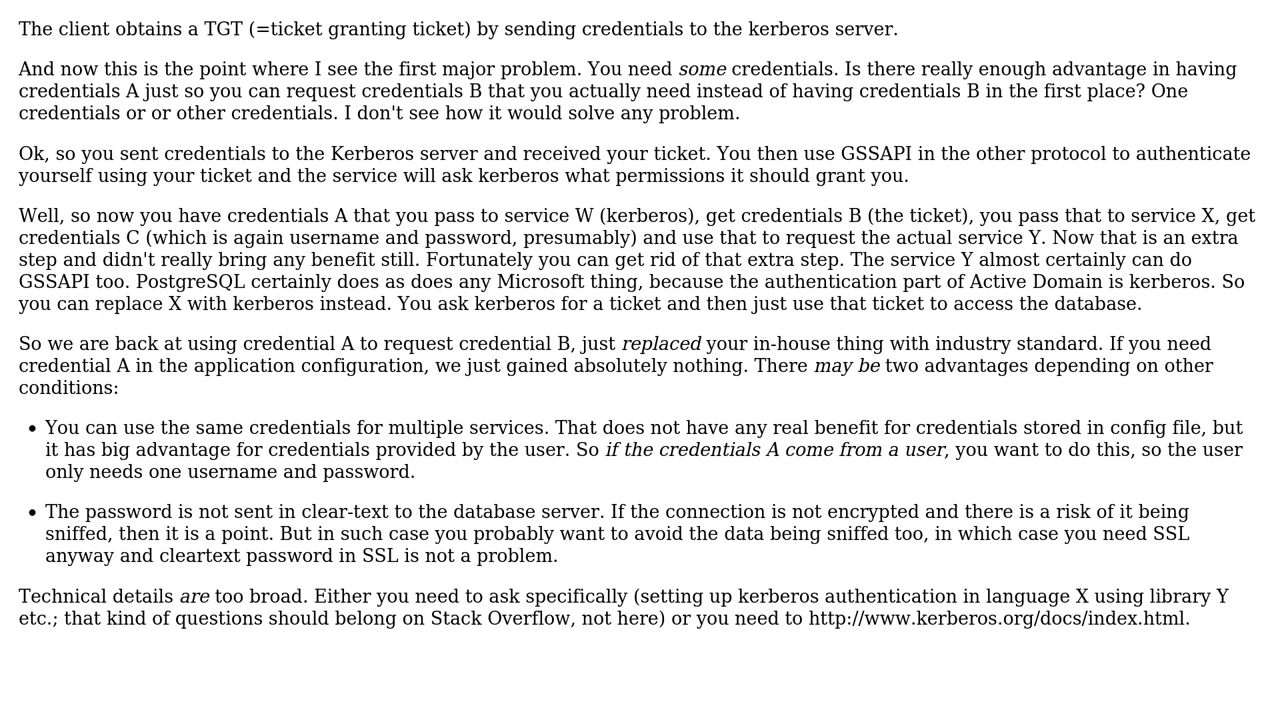 The client obtains a TGT (=ticket granting ticket) by sending credentials to the kerberos server.
And now this is the point where I see the first major problem. You need some credentials. Is there really enough advantage in having
credentials A just so you can request credentials B that you actually need instead of having credentials B in the first place? One
credentials or or other credentials. I don't see how it would solve any problem.
Ok, so you sent credentials to the Kerberos server and received your ticket. You then use GSSAPI in the other protocol to authenticate
yourself using your ticket and the service will ask kerberos what permissions it should grant you.
Well, so now you have credentials A that you pass to service W (kerberos), get credentials B (the ticket), you pass that to service X, get
credentials C (which is again username and password, presumably) and use that to request the actual service Y. Now that is an extra
step and didn't really bring any benefit still. Fortunately you can get rid of that extra step. The service Y almost certainly can do
GSSAPI too. PostgreSQL certainly does as does any Microsoft thing, because the authentication part of Active Domain is kerberos. So
you can replace X with kerberos instead. You ask kerberos for a ticket and then just use that ticket to access the database.
So we are back at using credential A to request credential B, just replaced your in-house thing with industry standard. If you need
credential A in the application configuration, we just gained absolutely nothing. There may be two advantages depending on other
conditions:
• You can use the same credentials for multiple services. That does not have any real benefit for credentials stored in config file, but
it has big advantage for credentials provided by the user. So if the credentials A come from a user, you want to do this, so the user
only needs one username and password.
• The password is not sent in clear-text to the database server. If the connection is not encrypted and there is a risk of it being
sniffed, then it is a point. But in such case you probably want to avoid the data being sniffed too, in which case you need SSL
anyway and cleartext password in SSL is not a problem.
Technical details are too broad. Either you need to ask specifically (setting up kerberos authentication in language X using library Y
etc.; that kind of questions should belong on Stack Overflow, not here) or you need to http://www.kerberos.org/docs/index.html.